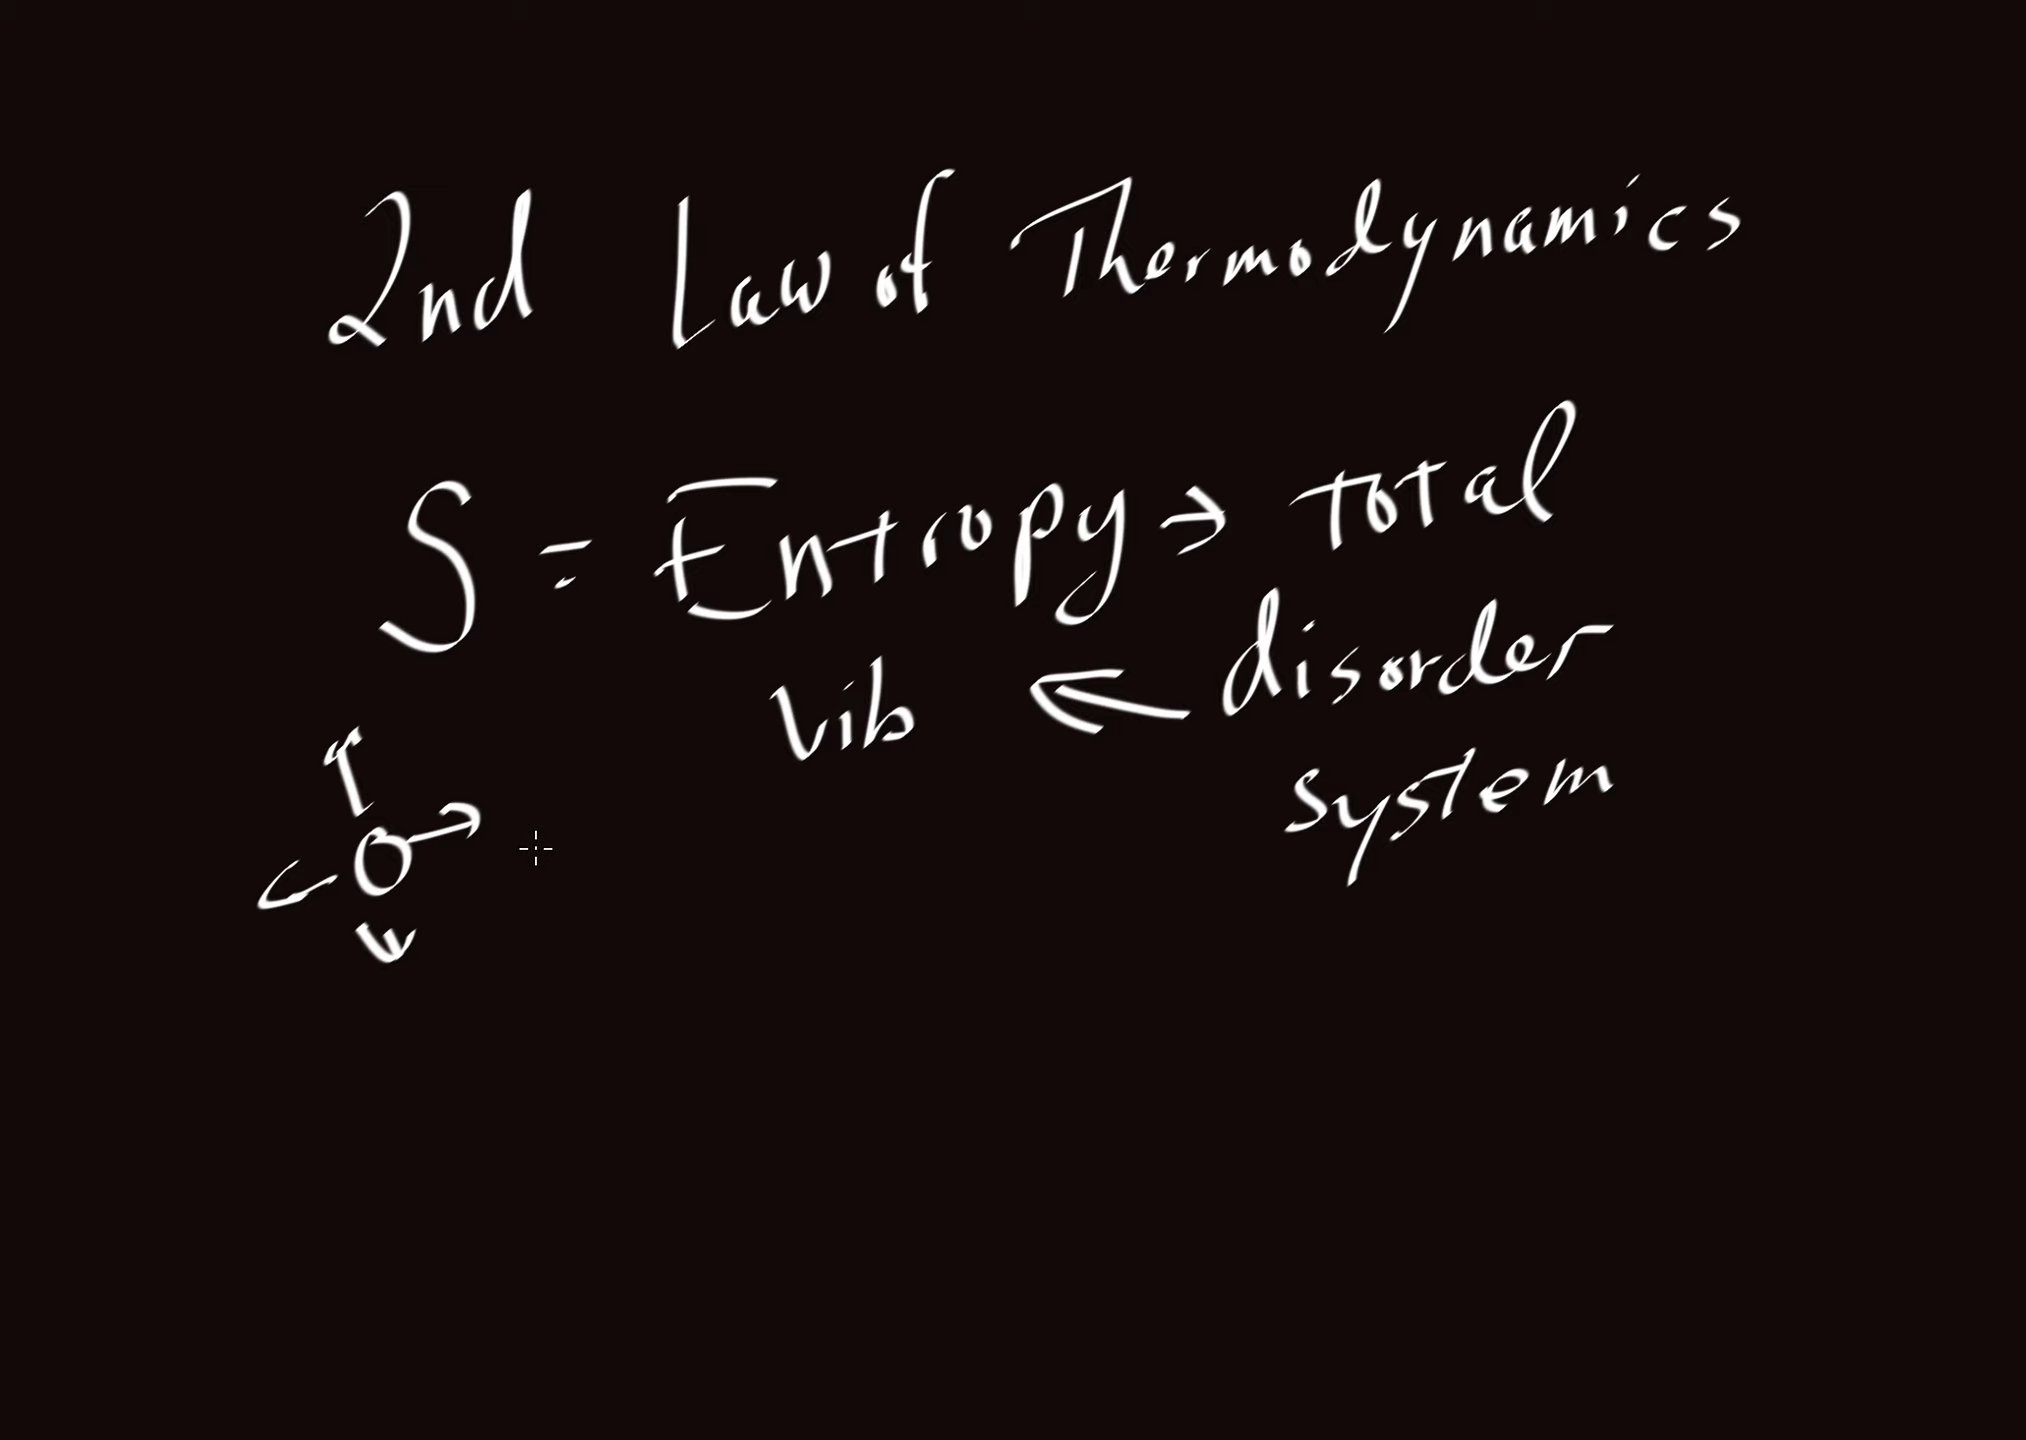 2nd Law of Thermodynamics
S = Entropy → total
vib ← disorder
system